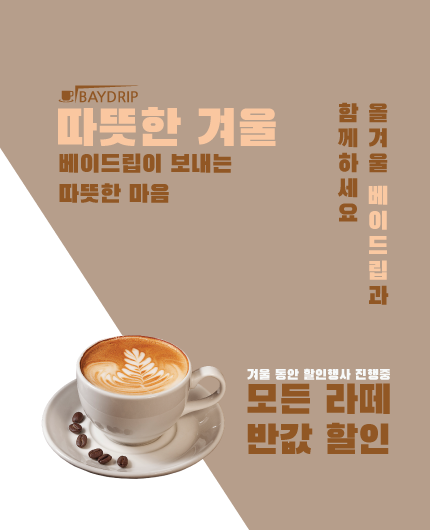 BAYDRIP
따뜻한 겨울
베이드립이 보내는
따뜻한 마음
올겨울 베이드립과
함께하세요
겨울 동안 할인행사 진행중
모든 라떼
반값 할인